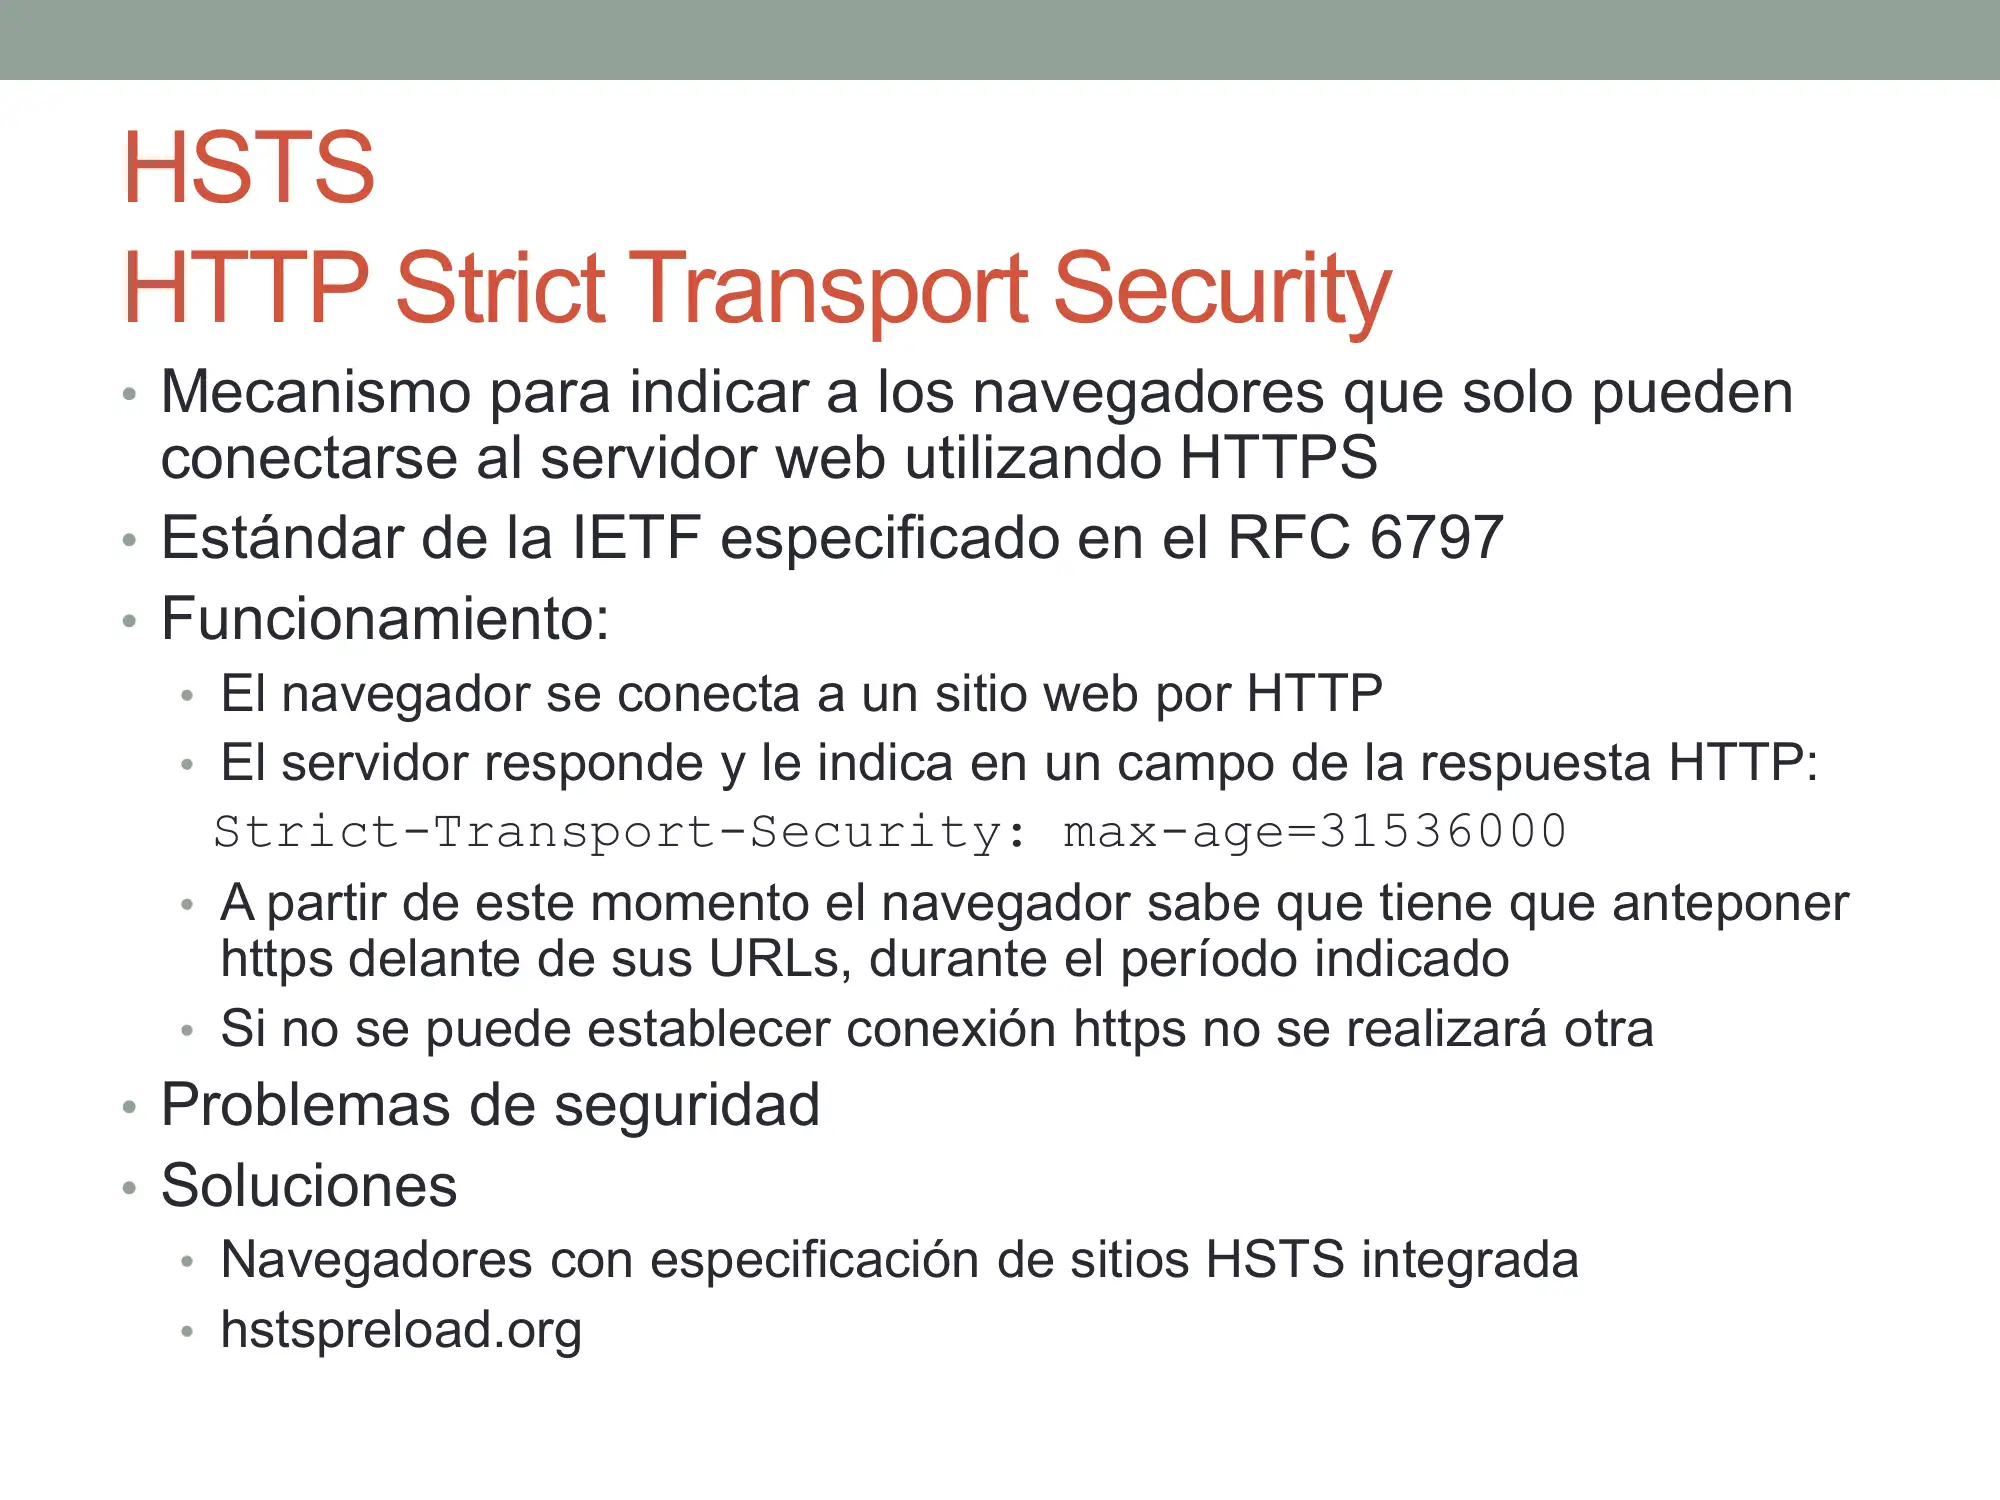 HSTS
HTTP Strict Transport Security
• Mecanismo para indicar a los navegadores que solo pueden
conectarse al servidor web utilizando HTTPS
• Estándar de la IETF especificado en el RFC 6797
• Funcionamiento:
• El navegador se conecta a un sitio web por HTTP
• El servidor responde y le indica en un campo de la respuesta HTTP:
Strict-Transport-Security: max-age=31536000
• A partir de este momento el navegador sabe que tiene que anteponer
https delante de sus URLs, durante el período indicado
• Si no se puede establecer conexión https no se realizará otra
• Problemas de seguridad
• Soluciones
• Navegadores con especificación de sitios HSTS integrada
• hstspreload.org